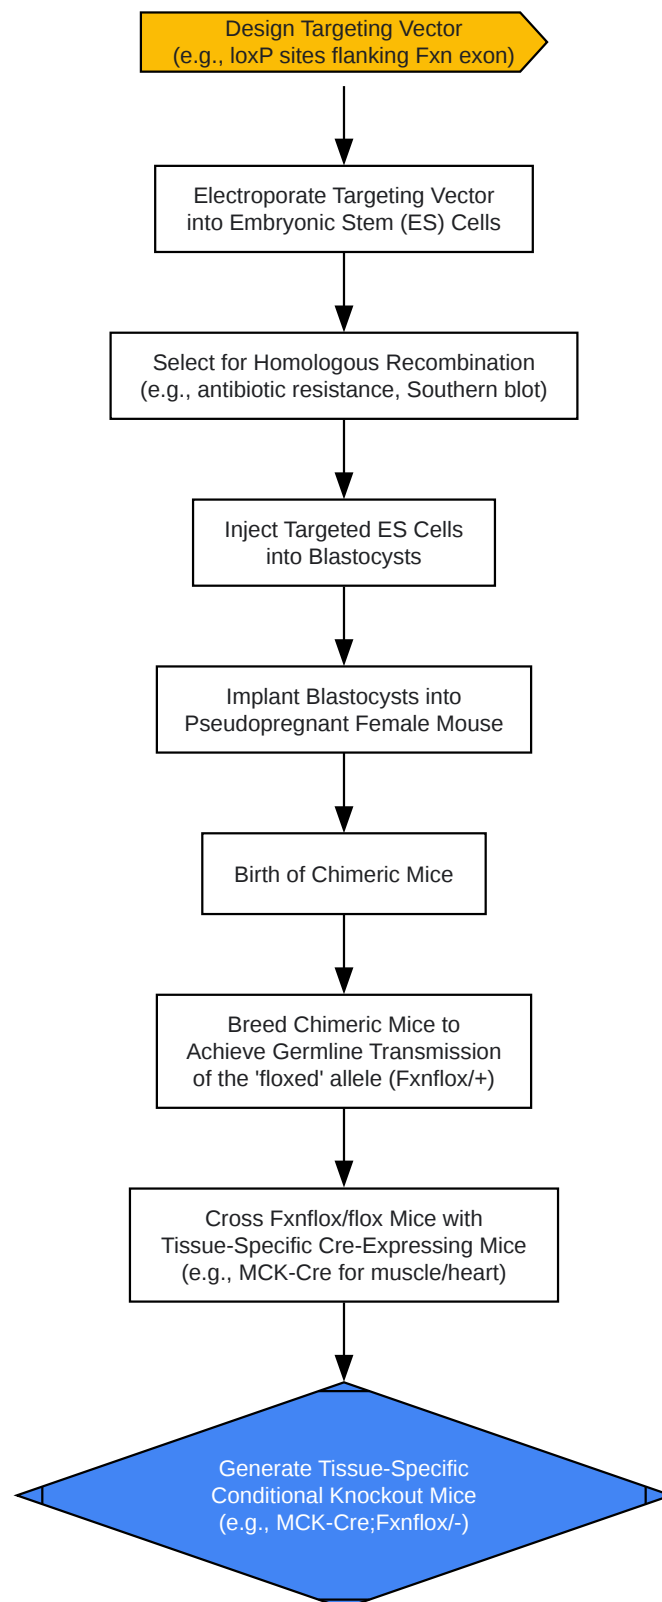 Design Targeting Vector
(e.g., loxP sites flanking Fxn exon)
Electroporate Targeting Vector
into Embryonic Stem (ES) Cells
Select for Homologous Recombination
(e.g., antibiotic resistance, Southern blot)
Inject Targeted ES Cells
into Blastocysts
Implant Blastocysts into
Pseudopregnant Female Mouse
Birth of Chimeric Mice
Breed Chimeric Mice to
Achieve Germline Transmission
of the 'floxed' allele (Fxnflox/+)
Cross Fxnflox/flox Mice with
Tissue-Specific Cre-Expressing Mice
(e.g., MCK-Cre for muscle/heart)
Generate Tissue-Specific
Conditional Knockout Mice
(e.g., MCK-Cre;Fxnflox/-)